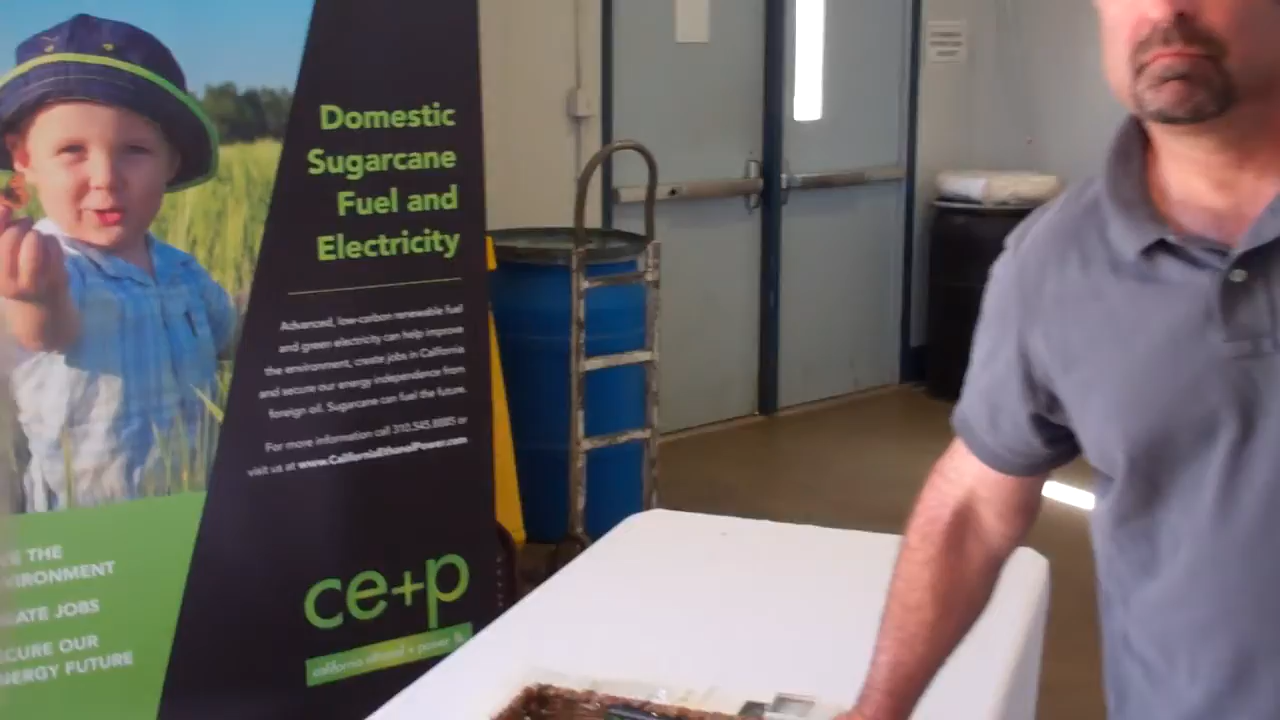 Domestic
Sugarcane
Fuel and
Electricity
Advanced, low-carbon renewable fuel
and green electricity can help improve
the environment, create jobs in California
and secure our energy independence from
foreign oil. Sugarcane can fuel the future.
For more information call 310.545.8885 or
visit us at www.CaliforniaEthanolPower.com
ce+p
california ethanol + power
THE
VIRONMENT
ATE JOBS
CURE OUR
NERGY FUTURE